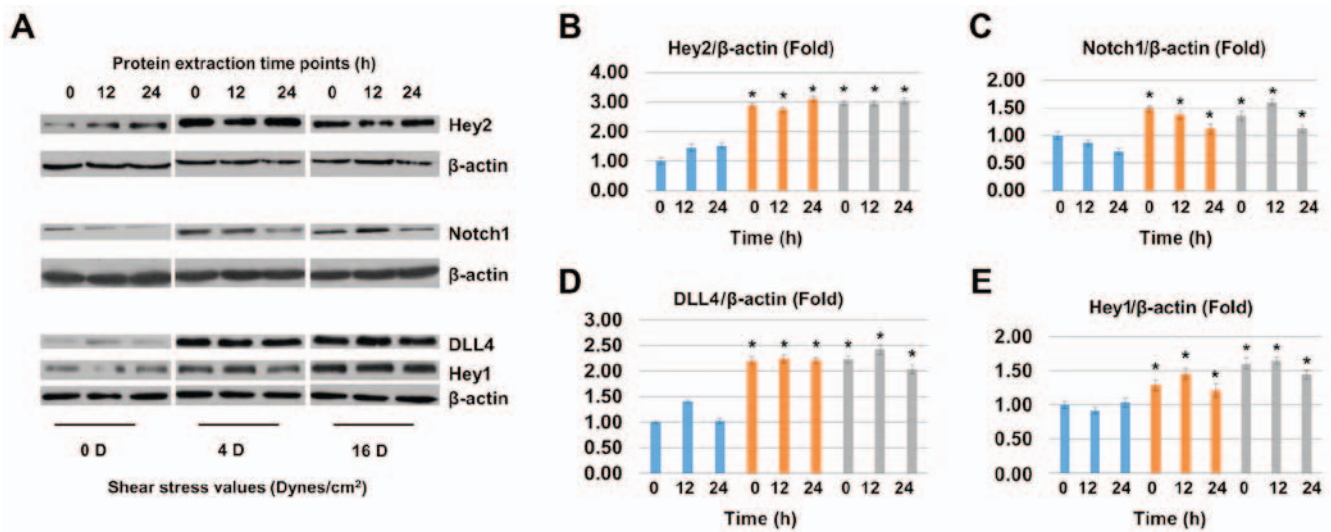 A
Protein extraction time points (h)
0 12 24 0 12 24 0 12 24
Hey2
β-actin
Notch1
β-actin
DLL4
Hey1
β-actin
0 D 4 D 16 D
Shear stress values (Dynes/cm²)
B
Hey2/β-actin (Fold)
4.00
* * * * * *
3.00
2.00
1.00
0.00
0 12 24 0 12 24 0 12 24
Time (h)
C
Notch1/β-actin (Fold)
2.00
* * * * * *
1.50
1.00
0.50
0.00
0 12 24 0 12 24 0 12 24
Time (h)
D
DLL4/β-actin (Fold)
3.00
* * * * * *
2.50
2.00
1.50
1.00
0.50
0.00
0 12 24 0 12 24 0 12 24
Time (h)
E
Hey1/β-actin (Fold)
2.00
* * * * * *
1.50
1.00
0.50
0.00
0 12 24 0 12 24 0 12 24
Time (h)